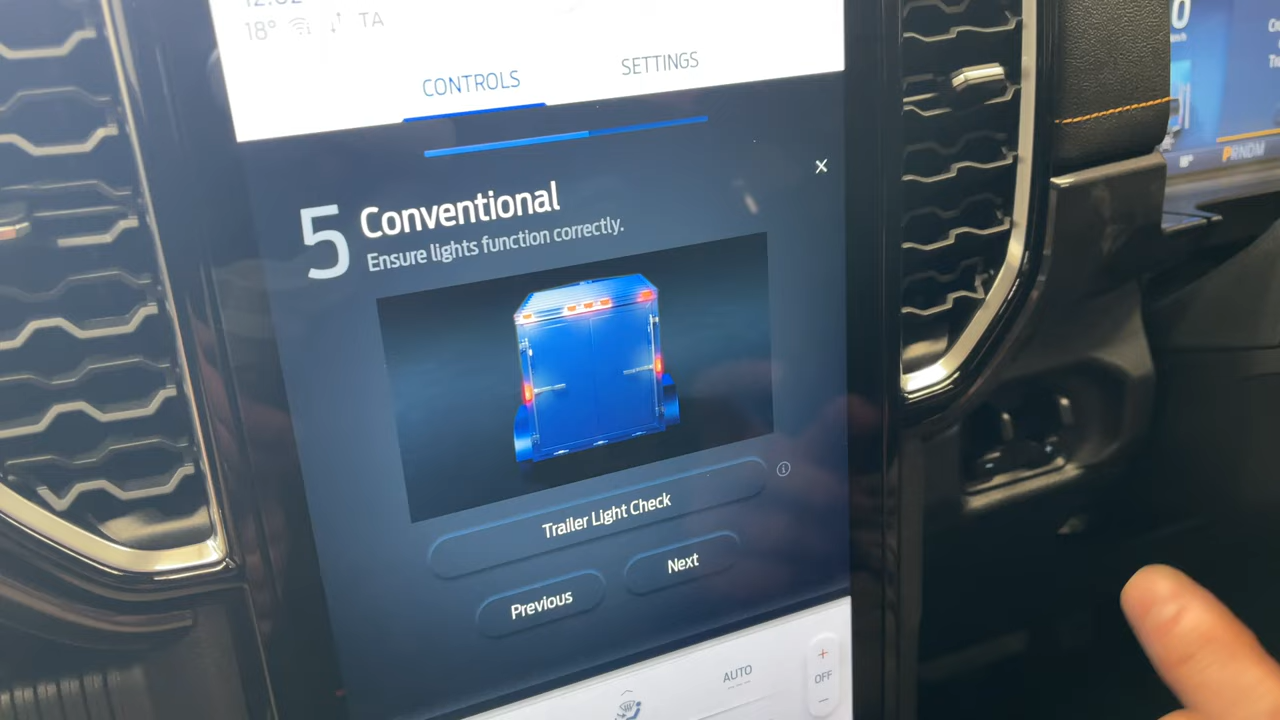 18° TA
CONTROLS SETTINGS
5 Conventional
Ensure lights function correctly.
Trailer Light Check
Previous Next
AUTO
+
OFF
−
PRNDM